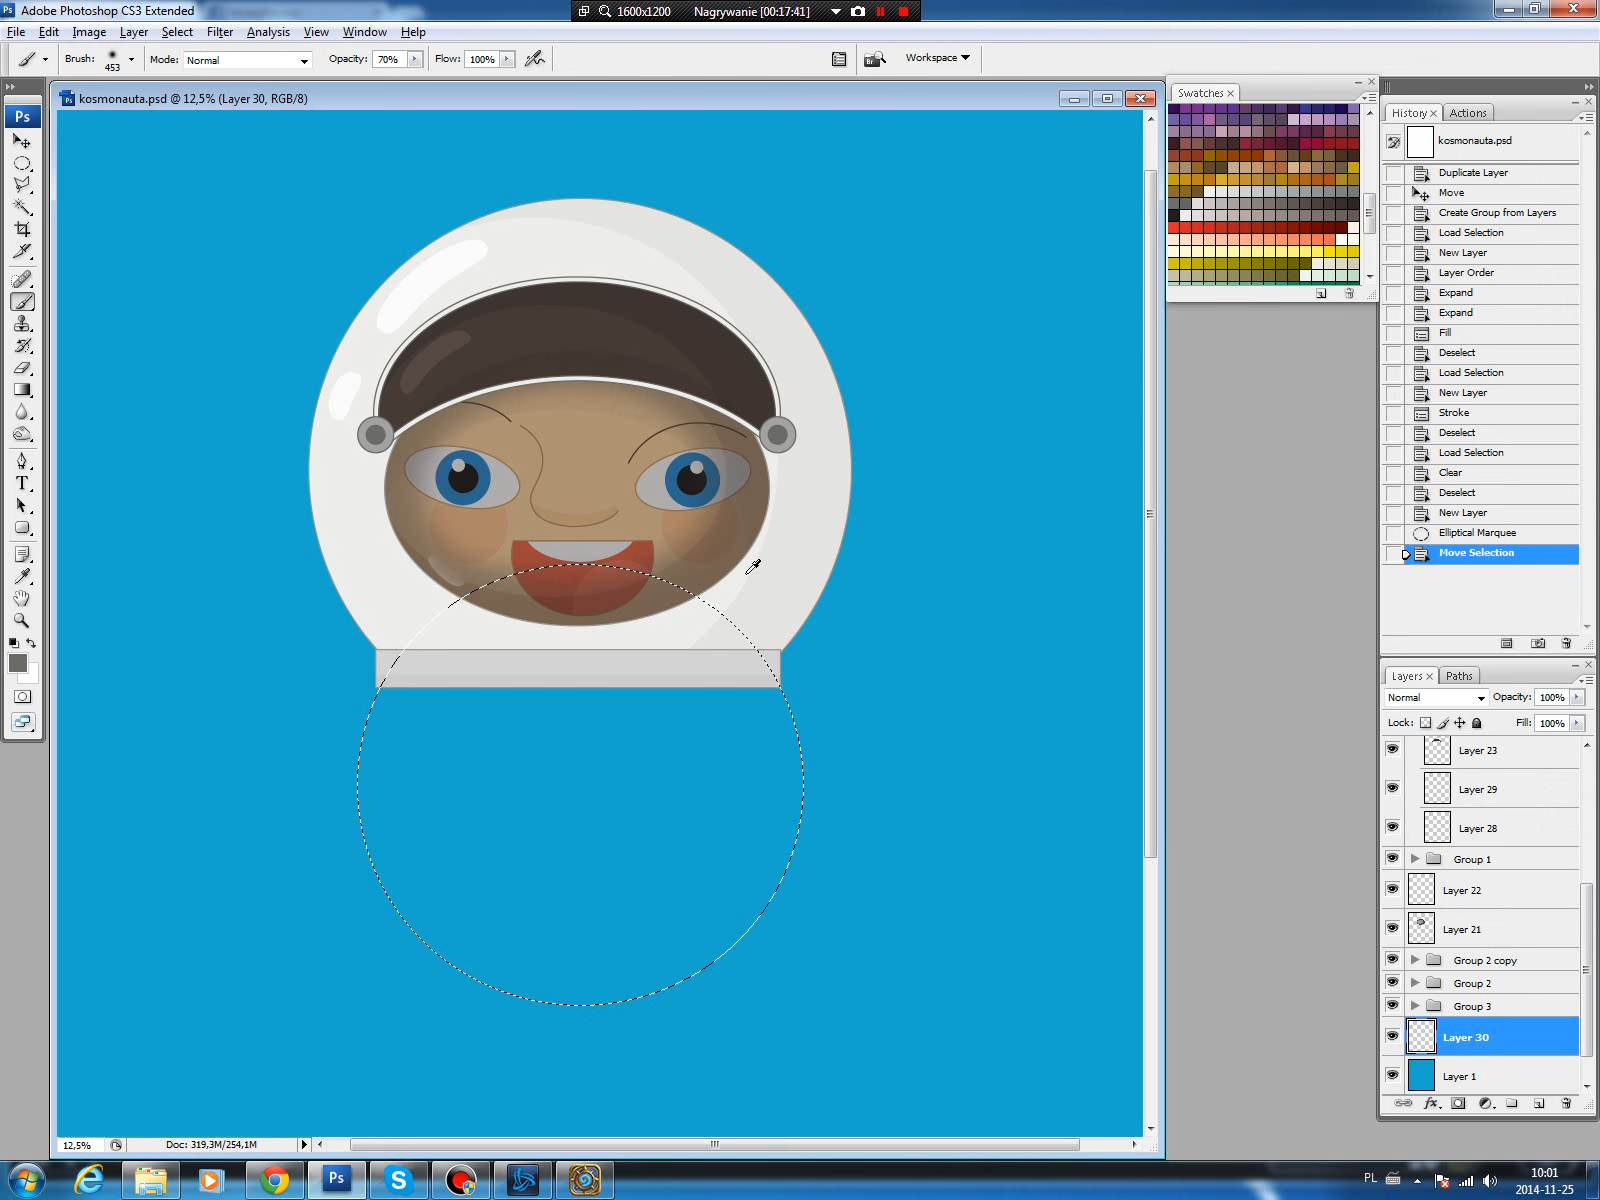 Adobe Photoshop CS3 Extended
1600x1200
Nagrywanie [00:17:41]
File Edit Image Layer Select Filter Analysis View Window Help
Brush: 453 Mode: Normal Opacity: 70% Flow: 100% Workspace
kosmonauta.psd @ 12,5% (Layer 30, RGB/8)
Swatches
History Actions
kosmonauta.psd
Duplicate Layer
Move
Create Group from Layers
Load Selection
New Layer
Layer Order
Expand
Expand
Fill
Deselect
Load Selection
New Layer
Stroke
Deselect
Load Selection
Clear
Deselect
New Layer
Elliptical Marquee
Move Selection
Layers Paths
Normal Opacity: 100%
Lock: Fill: 100%
Layer 23
Layer 29
Layer 28
Group 1
Layer 22
Layer 21
Group 2 copy
Group 2
Group 3
Layer 30
Layer 1
12,5% Doc: 319,3M/254,1M
PL
10:01
2014-11-25